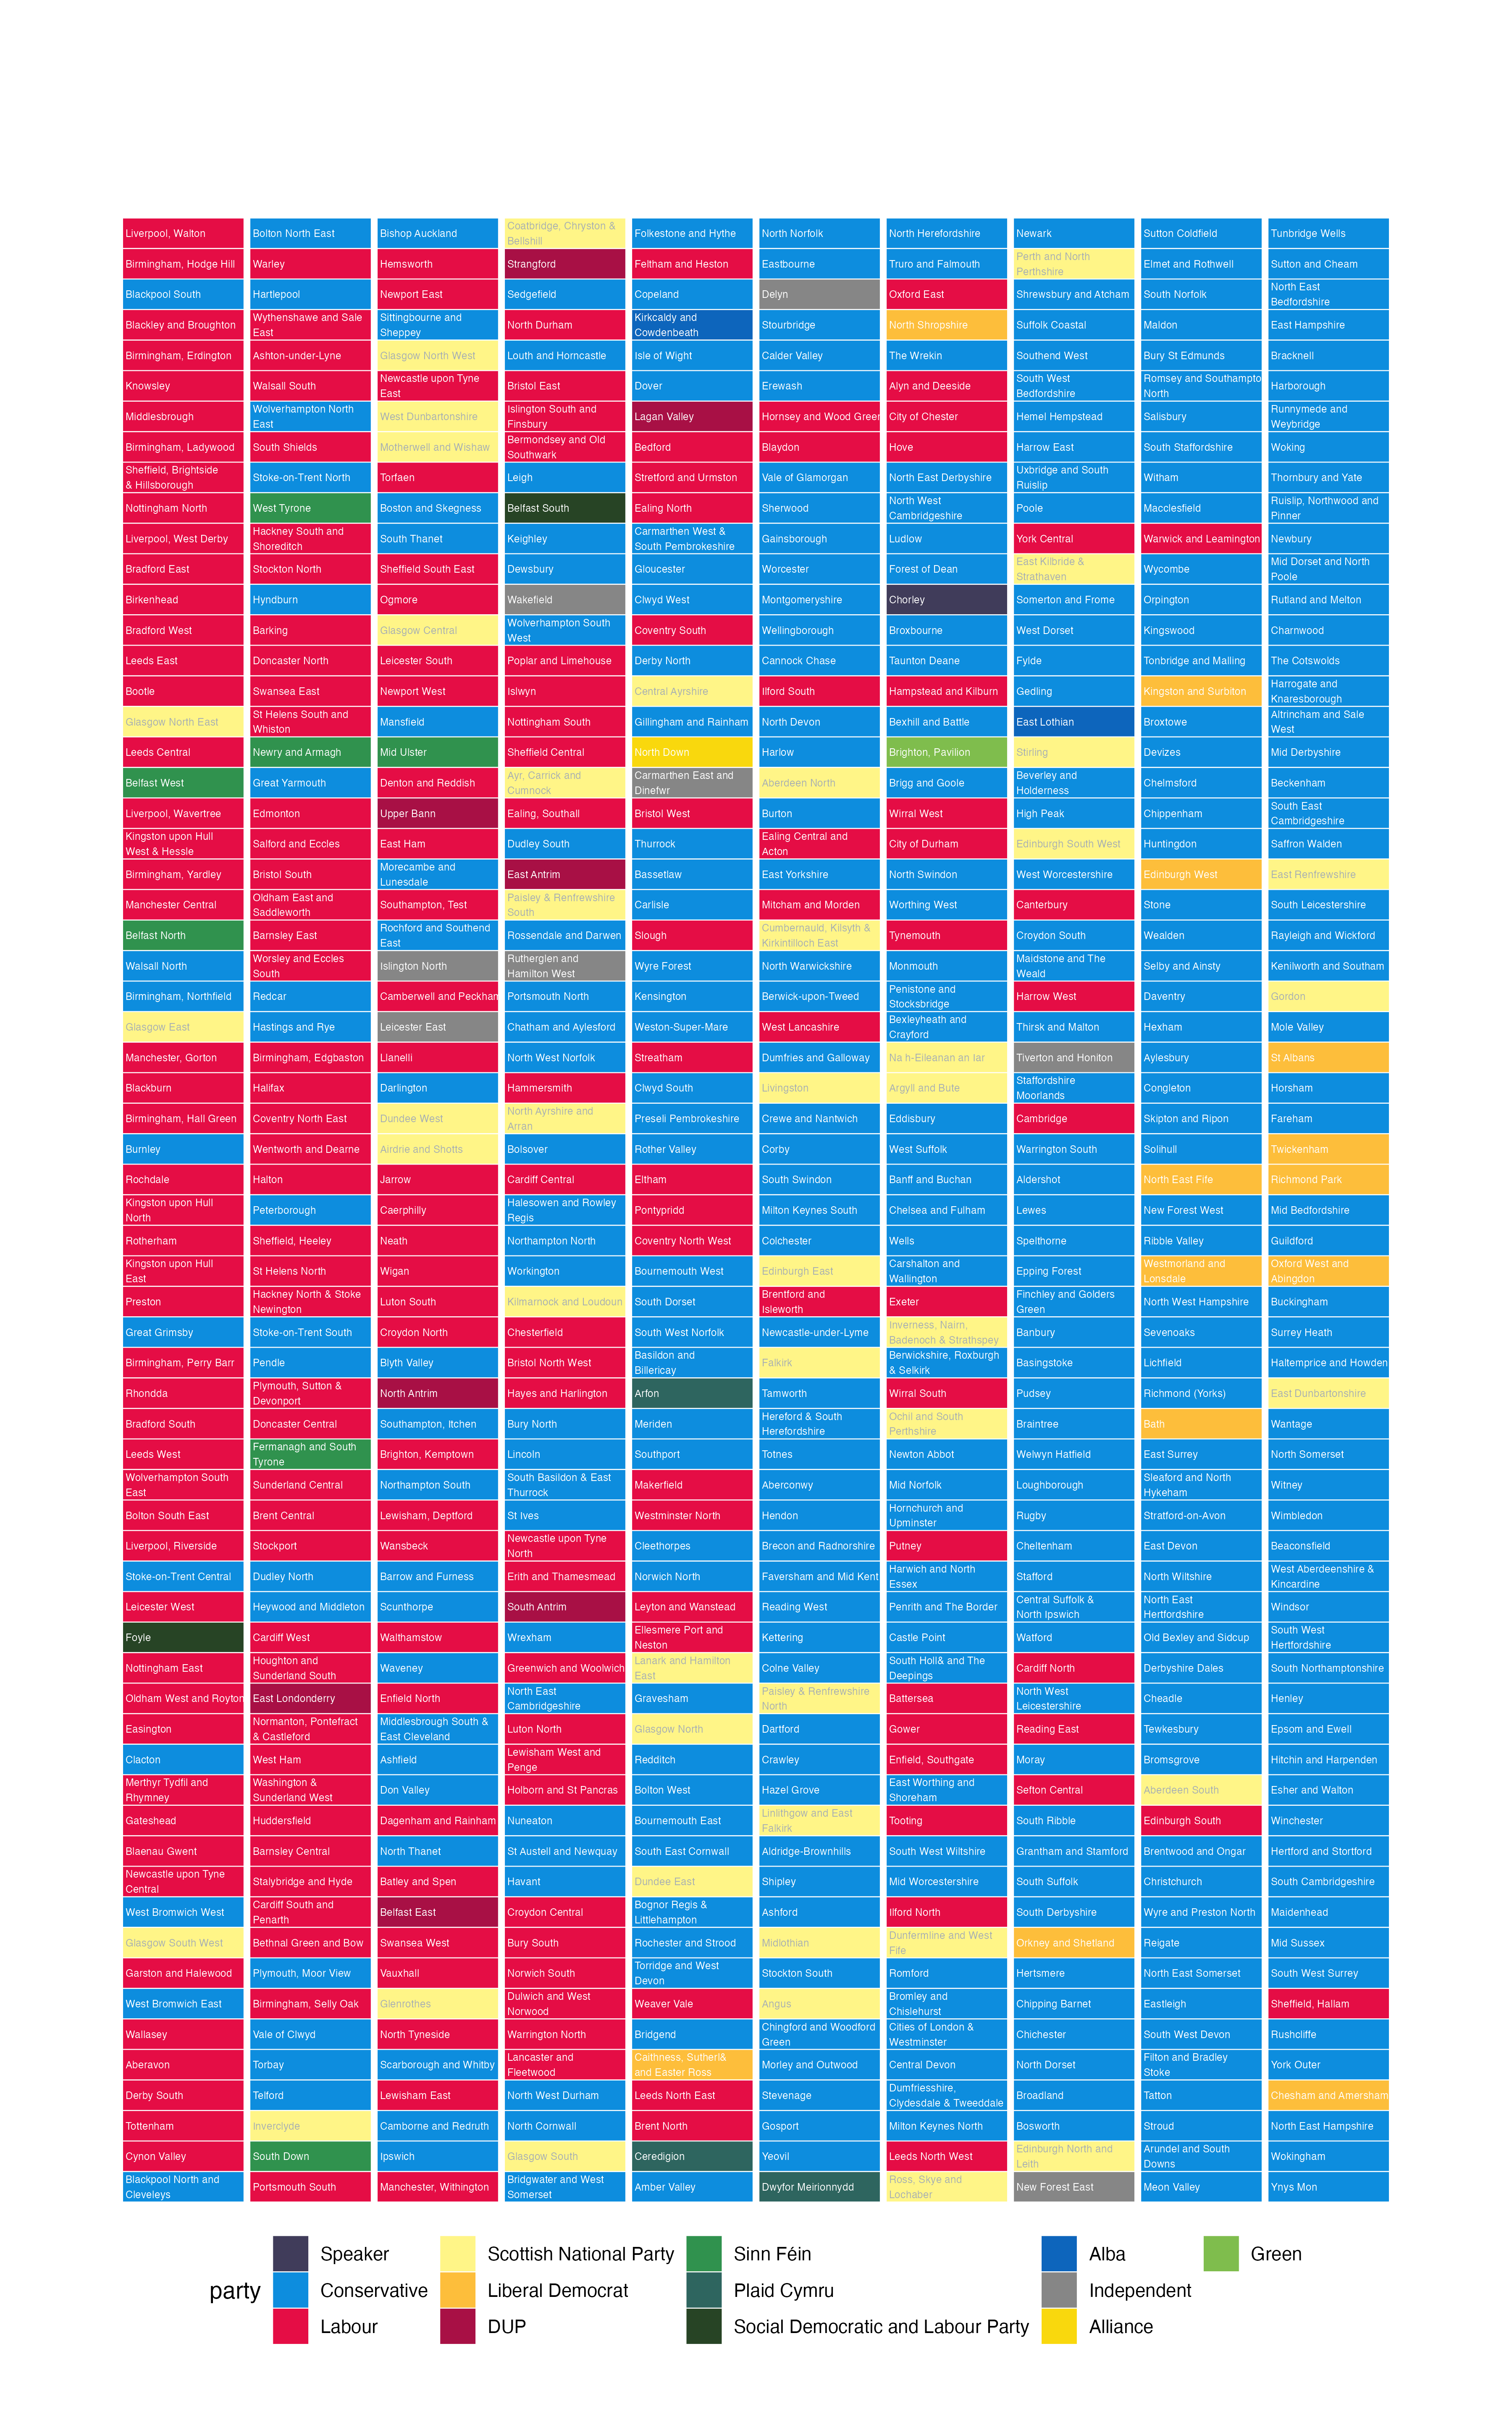 Liverpool, Walton
Birmingham, Hodge Hill
Blackpool South
Blackley and Broughton
Birmingham, Erdington
Knowsley
Middlesbrough
Birmingham, Ladywood
Sheffield, Brightside
& Hillsborough
Nottingham North
Liverpool, West Derby
Bradford East
Birkenhead
Bradford West
Leeds East
Bootle
Glasgow North East
Leeds Central
Belfast West
Liverpool, Wavertree
Kingston upon Hull
West & Hessle
Birmingham, Yardley
Manchester Central
Belfast North
Walsall North
Birmingham, Northfield
Glasgow East
Manchester, Gorton
Blackburn
Birmingham, Hall Green
Burnley
Rochdale
Kingston upon Hull
North
Rotherham
Kingston upon Hull
East
Preston
Great Grimsby
Birmingham, Perry Barr
Rhondda
Bradford South
Leeds West
Wolverhampton South
East
Bolton South East
Liverpool, Riverside
Stoke-on-Trent Central
Leicester West
Foyle
Nottingham East
Oldham West and Royton
Easington
Clacton
Merthyr Tydfil and
Rhymney
Gateshead
Blaenau Gwent
Newcastle upon Tyne
Central
West Bromwich West
Glasgow South West
Garston and Halewood
West Bromwich East
Wallasey
Aberavon
Derby South
Tottenham
Cynon Valley
Blackpool North and
Cleveleys
Bolton North East
Warley
Hartlepool
Wythenshawe and Sale
East
Ashton-under-Lyne
Walsall South
Wolverhampton North
East
South Shields
Stoke-on-Trent North
West Tyrone
Hackney South and
Shoreditch
Stockton North
Hyndburn
Barking
Doncaster North
Swansea East
St Helens South and
Whiston
Newry and Armagh
Great Yarmouth
Edmonton
Salford and Eccles
Bristol South
Oldham East and
Saddleworth
Barnsley East
Worsley and Eccles
South
Redcar
Hastings and Rye
Birmingham, Edgbaston
Halifax
Coventry North East
Wentworth and Dearne
Halton
Peterborough
Sheffield, Heeley
St Helens North
Hackney North & Stoke
Newington
Stoke-on-Trent South
Pendle
Plymouth, Sutton &
Devonport
Doncaster Central
Fermanagh and South
Tyrone
Sunderland Central
Brent Central
Stockport
Dudley North
Heywood and Middleton
Cardiff West
Houghton and
Sunderland South
East Londonderry
Normanton, Pontefract
& Castleford
West Ham
Washington &
Sunderland West
Huddersfield
Barnsley Central
Stalybridge and Hyde
Cardiff South and
Penarth
Bethnal Green and Bow
Plymouth, Moor View
Birmingham, Selly Oak
Vale of Clwyd
Torbay
Telford
Inverclyde
South Down
Portsmouth South
Bishop Auckland
Hemsworth
Newport East
Sittingbourne and
Sheppey
Glasgow North West
Newcastle upon Tyne
East
West Dunbartonshire
Motherwell and Wishaw
Torfaen
Boston and Skegness
South Thanet
Sheffield South East
Ogmore
Glasgow Central
Leicester South
Newport West
Mansfield
Mid Ulster
Denton and Reddish
Upper Bann
East Ham
Morecambe and
Lunesdale
Southampton, Test
Rochford and Southend
East
Islington North
Camberwell and Peckham
Leicester East
Llanelli
Darlington
Dundee West
Airdrie and Shotts
Jarrow
Caerphilly
Neath
Wigan
Luton South
Croydon North
Blyth Valley
North Antrim
Southampton, Itchen
Brighton, Kemptown
Northampton South
Lewisham, Deptford
Wansbeck
Barrow and Furness
Scunthorpe
Walthamstow
Waveney
Enfield North
Middlesbrough South &
East Cleveland
Ashfield
Don Valley
Dagenham and Rainham
North Thanet
Batley and Spen
Belfast East
Swansea West
Vauxhall
Glenrothes
North Tyneside
Scarborough and Whitby
Lewisham East
Camborne and Redruth
Ipswich
Manchester, Withington
Coatbridge, Chryston &
Bellshill
Strangford
Sedgefield
North Durham
Louth and Horncastle
Bristol East
Islington South and
Finsbury
Bermondsey and Old
Southwark
Leigh
Belfast South
Keighley
Dewsbury
Wakefield
Wolverhampton South
West
Poplar and Limehouse
Islwyn
Nottingham South
Sheffield Central
Ayr, Carrick and
Cumnock
Ealing, Southall
Dudley South
East Antrim
Paisley & Renfrewshire
South
Rossendale and Darwen
Rutherglen and
Hamilton West
Portsmouth North
Chatham and Aylesford
North West Norfolk
Hammersmith
North Ayrshire and
Arran
Bolsover
Cardiff Central
Halesowen and Rowley
Regis
Northampton North
Workington
Kilmarnock and Loudoun
Chesterfield
Bristol North West
Hayes and Harlington
Bury North
Lincoln
South Basildon & East
Thurrock
St Ives
Newcastle upon Tyne
North
Erith and Thamesmead
South Antrim
Wrexham
Greenwich and Woolwich
North East
Cambridgeshire
Luton North
Lewisham West and
Penge
Holborn and St Pancras
Nuneaton
St Austell and Newquay
Havant
Croydon Central
Bury South
Norwich South
Dulwich and West
Norwood
Warrington North
Lancaster and
Fleetwood
North West Durham
North Cornwall
Glasgow South
Bridgwater and West
Somerset
Folkestone and Hythe
Feltham and Heston
Copeland
Kirkcaldy and
Cowdenbeath
Isle of Wight
Dover
Lagan Valley
Bedford
Stretford and Urmston
Ealing North
Carmarthen West &
South Pembrokeshire
Gloucester
Clwyd West
Coventry South
Derby North
Central Ayrshire
Gillingham and Rainham
North Down
Carmarthen East and
Dinefwr
Bristol West
Thurrock
Bassetlaw
Carlisle
Slough
Wyre Forest
Kensington
Weston-Super-Mare
Streatham
Clwyd South
Preseli Pembrokeshire
Rother Valley
Eltham
Pontypridd
Coventry North West
Bournemouth West
South Dorset
South West Norfolk
Basildon and
Billericay
Arfon
Meriden
Southport
Makerfield
Westminster North
Cleethorpes
Norwich North
Leyton and Wanstead
Ellesmere Port and
Neston
Lanark and Hamilton
East
Gravesham
Glasgow North
Redditch
Bolton West
Bournemouth East
South East Cornwall
Dundee East
Bognor Regis &
Littlehampton
Rochester and Strood
Torridge and West
Devon
Weaver Vale
Bridgend
Caithness, Sutherl&
and Easter Ross
Leeds North East
Brent North
Ceredigion
Amber Valley
North Norfolk
Eastbourne
Delyn
Stourbridge
Calder Valley
Erewash
Hornsey and Wood Green
Blaydon
Vale of Glamorgan
Sherwood
Gainsborough
Worcester
Montgomeryshire
Wellingborough
Cannock Chase
Ilford South
North Devon
Harlow
Aberdeen North
Burton
Ealing Central and
Acton
East Yorkshire
Mitcham and Morden
Cumbernauld, Kilsyth &
Kirkintilloch East
North Warwickshire
Berwick-upon-Tweed
West Lancashire
Dumfries and Galloway
Livingston
Crewe and Nantwich
Corby
South Swindon
Milton Keynes South
Colchester
Edinburgh East
Brentford and
Isleworth
Newcastle-under-Lyme
Falkirk
Tamworth
Hereford & South
Herefordshire
Totnes
Aberconwy
Hendon
Brecon and Radnorshire
Faversham and Mid Kent
Reading West
Kettering
Colne Valley
Paisley & Renfrewshire
North
Dartford
Crawley
Hazel Grove
Linlithgow and East
Falkirk
Aldridge-Brownhills
Shipley
Ashford
Midlothian
Stockton South
Angus
Chingford and Woodford
Green
Morley and Outwood
Stevenage
Gosport
Yeovil
Dwyfor Meirionnydd
North Herefordshire
Truro and Falmouth
Oxford East
North Shropshire
The Wrekin
Alyn and Deeside
City of Chester
Hove
North East Derbyshire
North West
Cambridgeshire
Ludlow
Forest of Dean
Chorley
Broxbourne
Taunton Deane
Hampstead and Kilburn
Bexhill and Battle
Brighton, Pavilion
Brigg and Goole
Wirral West
City of Durham
North Swindon
Worthing West
Tynemouth
Monmouth
Penistone and
Stocksbridge
Bexleyheath and
Crayford
Na h-Eileanan an Iar
Argyll and Bute
Eddisbury
West Suffolk
Banff and Buchan
Chelsea and Fulham
Wells
Carshalton and
Wallington
Exeter
Inverness, Nairn,
Badenoch & Strathspey
Berwickshire, Roxburgh
& Selkirk
Wirral South
Ochil and South
Perthshire
Newton Abbot
Mid Norfolk
Hornchurch and
Upminster
Putney
Harwich and North
Essex
Penrith and The Border
Castle Point
South Holl& and The
Deepings
Battersea
Gower
Enfield, Southgate
East Worthing and
Shoreham
Tooting
South West Wiltshire
Mid Worcestershire
Ilford North
Dunfermline and West
Fife
Romford
Bromley and
Chislehurst
Cities of London &
Westminster
Central Devon
Dumfriesshire,
Clydesdale & Tweeddale
Milton Keynes North
Leeds North West
Ross, Skye and
Lochaber
Newark
Perth and North
Perthshire
Shrewsbury and Atcham
Suffolk Coastal
Southend West
South West
Bedfordshire
Hemel Hempstead
Harrow East
Uxbridge and South
Ruislip
Poole
York Central
East Kilbride &
Strathaven
Somerton and Frome
West Dorset
Fylde
Gedling
East Lothian
Stirling
Beverley and
Holderness
High Peak
Edinburgh South West
West Worcestershire
Canterbury
Croydon South
Maidstone and The
Weald
Harrow West
Thirsk and Malton
Tiverton and Honiton
Staffordshire
Moorlands
Cambridge
Warrington South
Aldershot
Lewes
Spelthorne
Epping Forest
Finchley and Golders
Green
Banbury
Basingstoke
Pudsey
Braintree
Welwyn Hatfield
Loughborough
Rugby
Cheltenham
Stafford
Central Suffolk &
North Ipswich
Watford
Cardiff North
North West
Leicestershire
Reading East
Moray
Sefton Central
South Ribble
Grantham and Stamford
South Suffolk
South Derbyshire
Orkney and Shetland
Hertsmere
Chipping Barnet
Chichester
North Dorset
Broadland
Bosworth
Edinburgh North and
Leith
New Forest East
Sutton Coldfield
Elmet and Rothwell
South Norfolk
Maldon
Bury St Edmunds
Romsey and Southampto
North
Salisbury
South Staffordshire
Witham
Macclesfield
Warwick and Leamington
Wycombe
Orpington
Kingswood
Tonbridge and Malling
Kingston and Surbiton
Broxtowe
Devizes
Chelmsford
Chippenham
Huntingdon
Edinburgh West
Stone
Wealden
Selby and Ainsty
Daventry
Hexham
Aylesbury
Congleton
Skipton and Ripon
Solihull
North East Fife
New Forest West
Ribble Valley
Westmorland and
Lonsdale
North West Hampshire
Sevenoaks
Lichfield
Richmond (Yorks)
Bath
East Surrey
Sleaford and North
Hykeham
Stratford-on-Avon
East Devon
North Wiltshire
North East
Hertfordshire
Old Bexley and Sidcup
Derbyshire Dales
Cheadle
Tewkesbury
Bromsgrove
Aberdeen South
Edinburgh South
Brentwood and Ongar
Christchurch
Wyre and Preston North
Reigate
North East Somerset
Eastleigh
South West Devon
Filton and Bradley
Stoke
Tatton
Stroud
Arundel and South
Downs
Meon Valley
Tunbridge Wells
Sutton and Cheam
North East
Bedfordshire
East Hampshire
Bracknell
Harborough
Runnymede and
Weybridge
Woking
Thornbury and Yate
Ruislip, Northwood and
Pinner
Newbury
Mid Dorset and North
Poole
Rutland and Melton
Charnwood
The Cotswolds
Harrogate and
Knaresborough
Altrincham and Sale
West
Mid Derbyshire
Beckenham
South East
Cambridgeshire
Saffron Walden
East Renfrewshire
South Leicestershire
Rayleigh and Wickford
Kenilworth and Southam
Gordon
Mole Valley
St Albans
Horsham
Fareham
Twickenham
Richmond Park
Mid Bedfordshire
Guildford
Oxford West and
Abingdon
Buckingham
Surrey Heath
Haltemprice and Howden
East Dunbartonshire
Wantage
North Somerset
Witney
Wimbledon
Beaconsfield
West Aberdeenshire &
Kincardine
Windsor
South West
Hertfordshire
South Northamptonshire
Henley
Epsom and Ewell
Hitchin and Harpenden
Esher and Walton
Winchester
Hertford and Stortford
South Cambridgeshire
Maidenhead
Mid Sussex
South West Surrey
Sheffield, Hallam
Rushcliffe
York Outer
Chesham and Amersham
North East Hampshire
Wokingham
Ynys Mon
party
Speaker
Conservative
Labour
Scottish National Party
Liberal Democrat
DUP
Sinn Féin
Plaid Cymru
Social Democratic and Labour Party
Alba
Independent
Alliance
Green